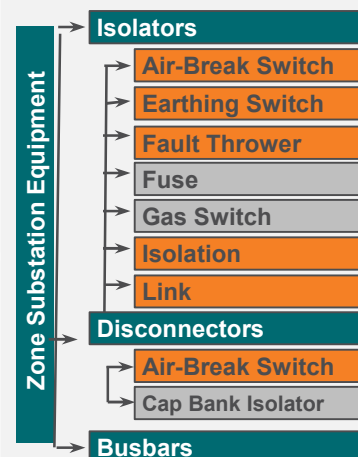 Zone Substation Equipment
Isolators
Air-Break Switch
Earthing Switch
Fault Thrower
Fuse
Gas Switch
Isolation
Link
Disconnectors
Air-Break Switch
Cap Bank Isolator
Busbars